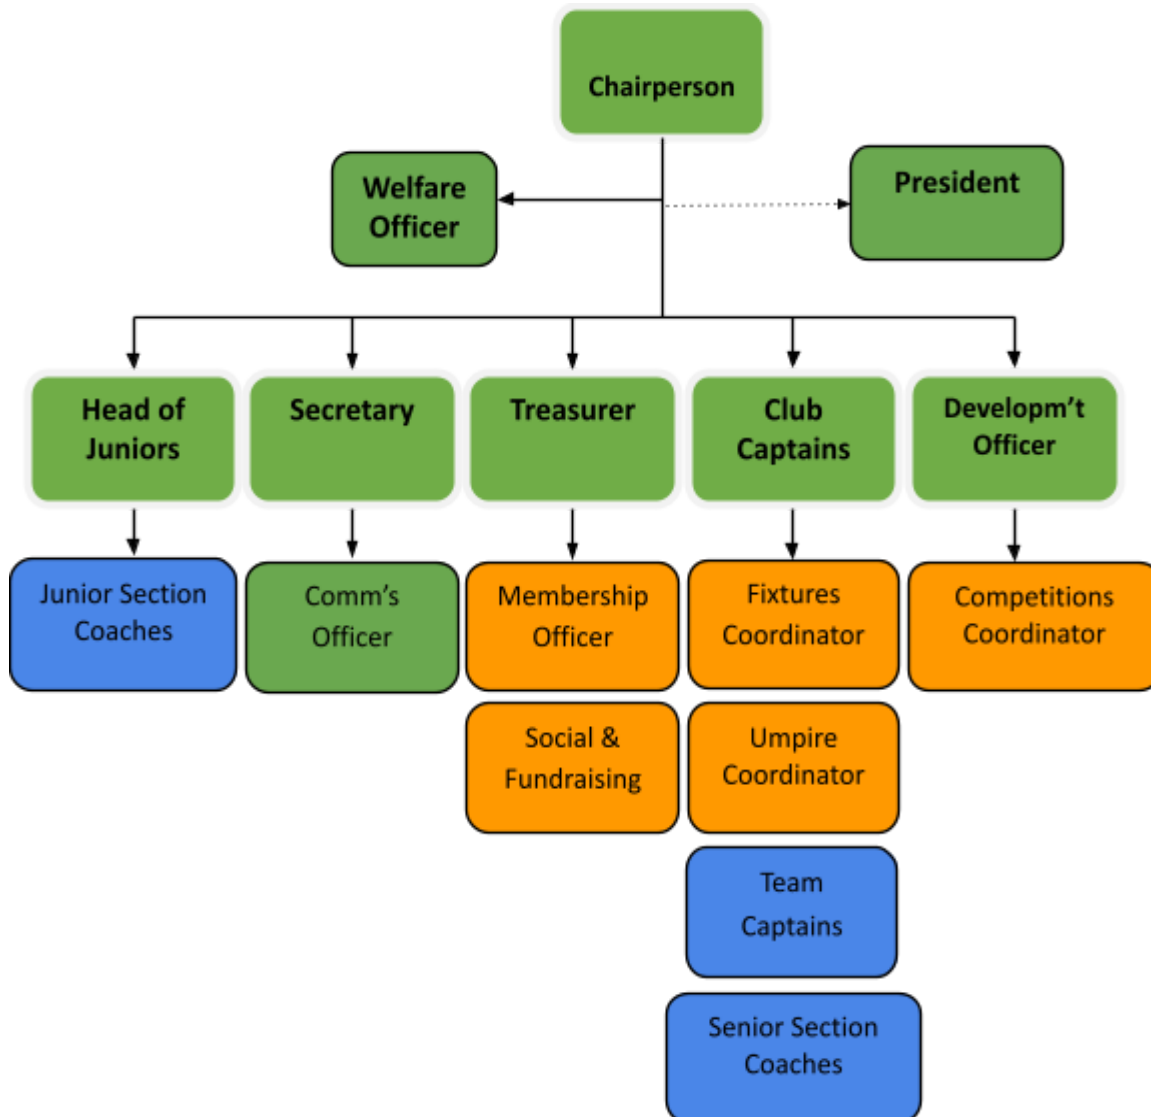 Chairperson
Welfare
Officer
President
Head of
Juniors
Secretary
Treasurer
Club
Captains
Developm’t
Officer
Junior Section
Coaches
Comm’s
Officer
Membership
Officer
Fixtures
Coordinator
Competitions
Coordinator
Social &
Fundraising
Umpire
Coordinator
Team
Captains
Senior Section
Coaches